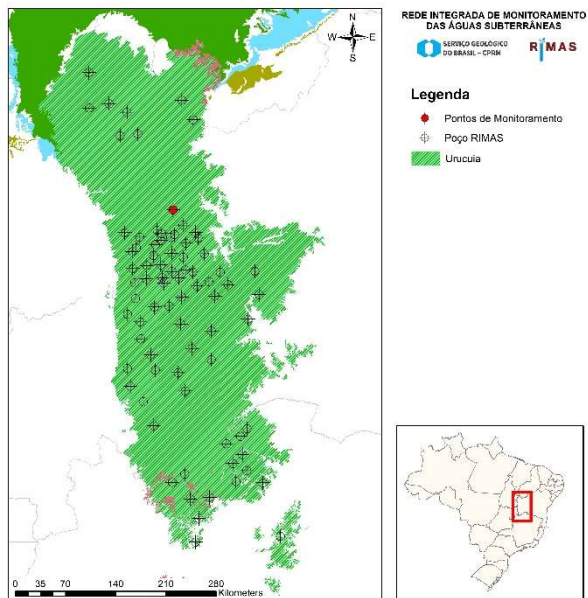 N
W E
S
REDE INTEGRADA DE MONITORAMENTO
DAS ÁGUAS SUBTERRÂNEAS
SERVIÇO GEOLÓGICO
DO BRASIL – CPRM
RIMAS
Legenda
Pontos de Monitoramento
Poço RIMAS
Urucuia
0 35 70 140 210 280
Kilometers